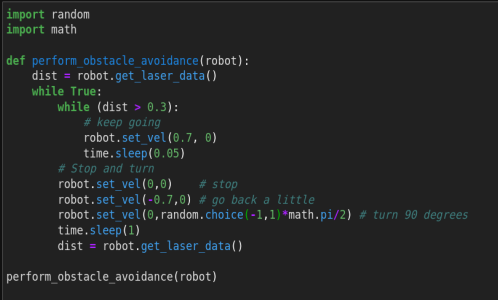 import random
import math
def perform_obstacle_avoidance(robot):
    dist = robot.get_laser_data()
    while True:
        while (dist > 0.3):
            # keep going
            robot.set_vel(0.7, 0)
            time.sleep(0.05)
        # Stop and turn
        robot.set_vel(0,0)    # stop
        robot.set_vel(-0.7,0) # go back a little
        robot.set_vel(0,random.choice(-1,1)*math.pi/2) # turn 90 degrees
        time.sleep(1)
        dist = robot.get_laser_data()
perform_obstacle_avoidance(robot)